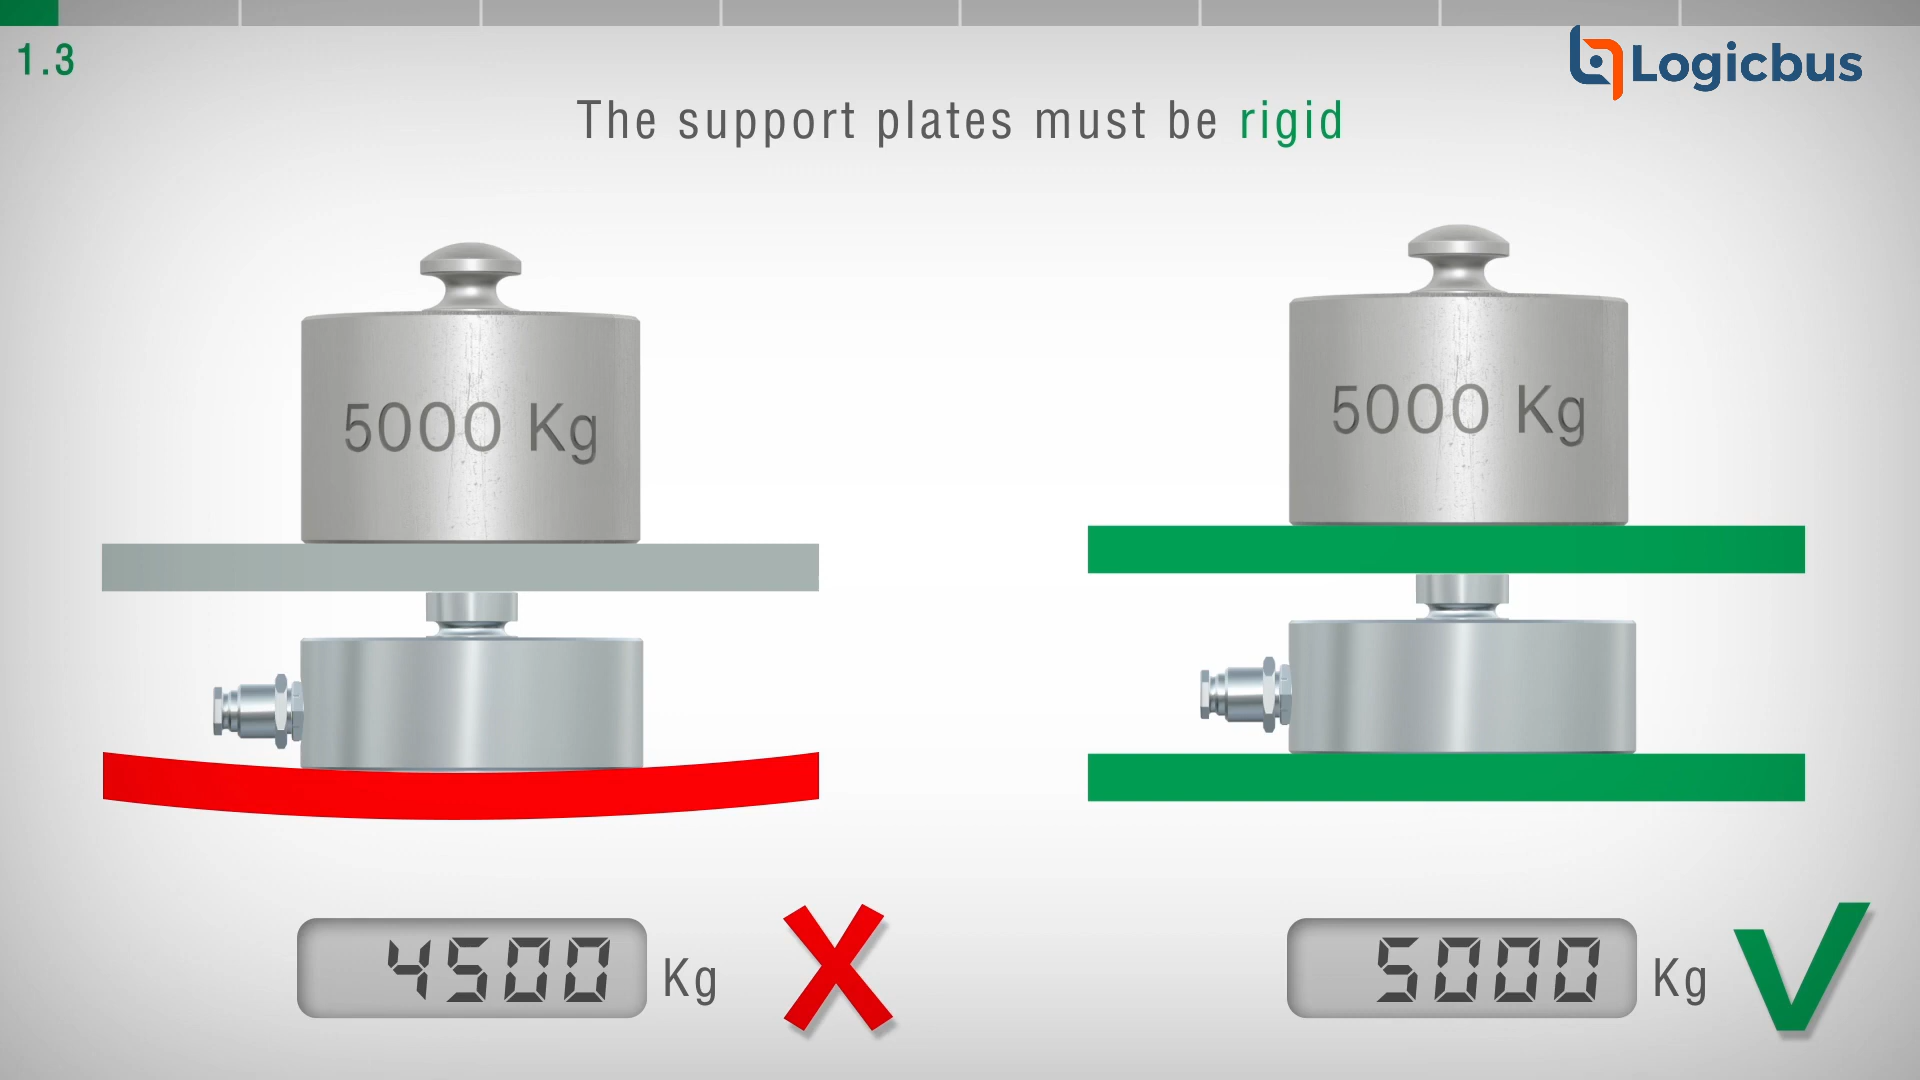 1.3
Logicbus
The support plates must be rigid
5000 Kg
5000 Kg
4500 Kg
5000 Kg